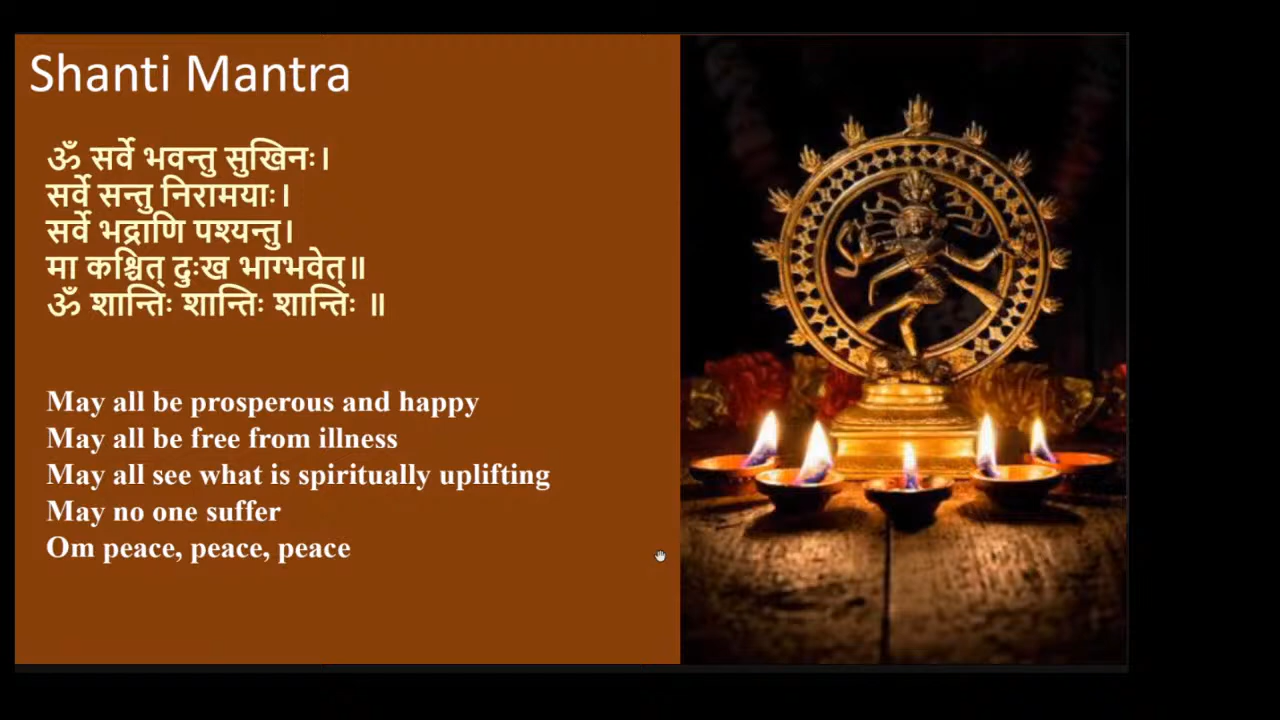 Shanti Mantra
ॐ सर्वे भवन्तु सुखिनः।
सर्वे सन्तु निरामयाः।
सर्वे भद्राणि पश्यन्तु।
मा कश्चित् दुःख भाग्भवेत्॥
ॐ शान्तिः शान्तिः शान्तिः ॥
May all be prosperous and happy
May all be free from illness
May all see what is spiritually uplifting
May no one suffer
Om peace, peace, peace